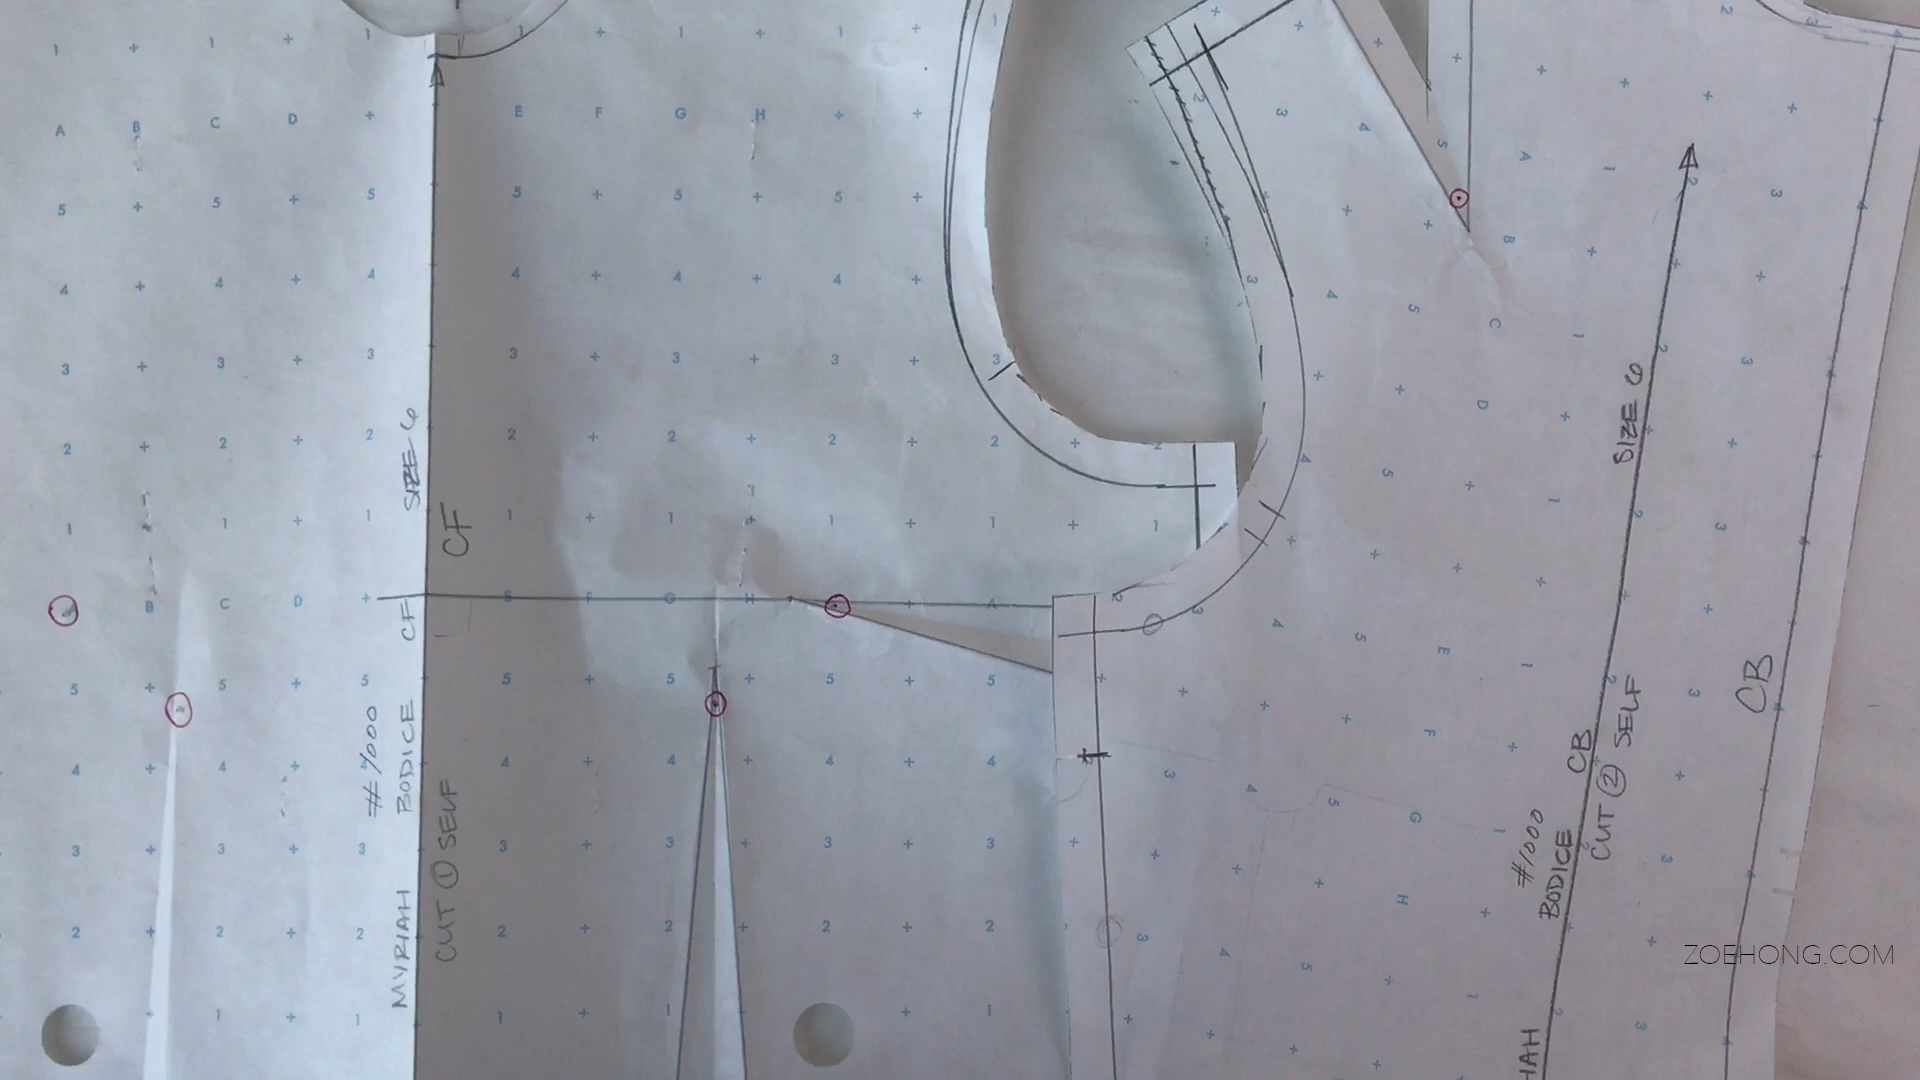 SIZE 6
CF
#1000
MYRIAH BODICE CF
CUT ① SELF
SIZE 6
CB
CB
#1000
BODICE
CUT ② SELF
IAH
ZOEHONG.COM